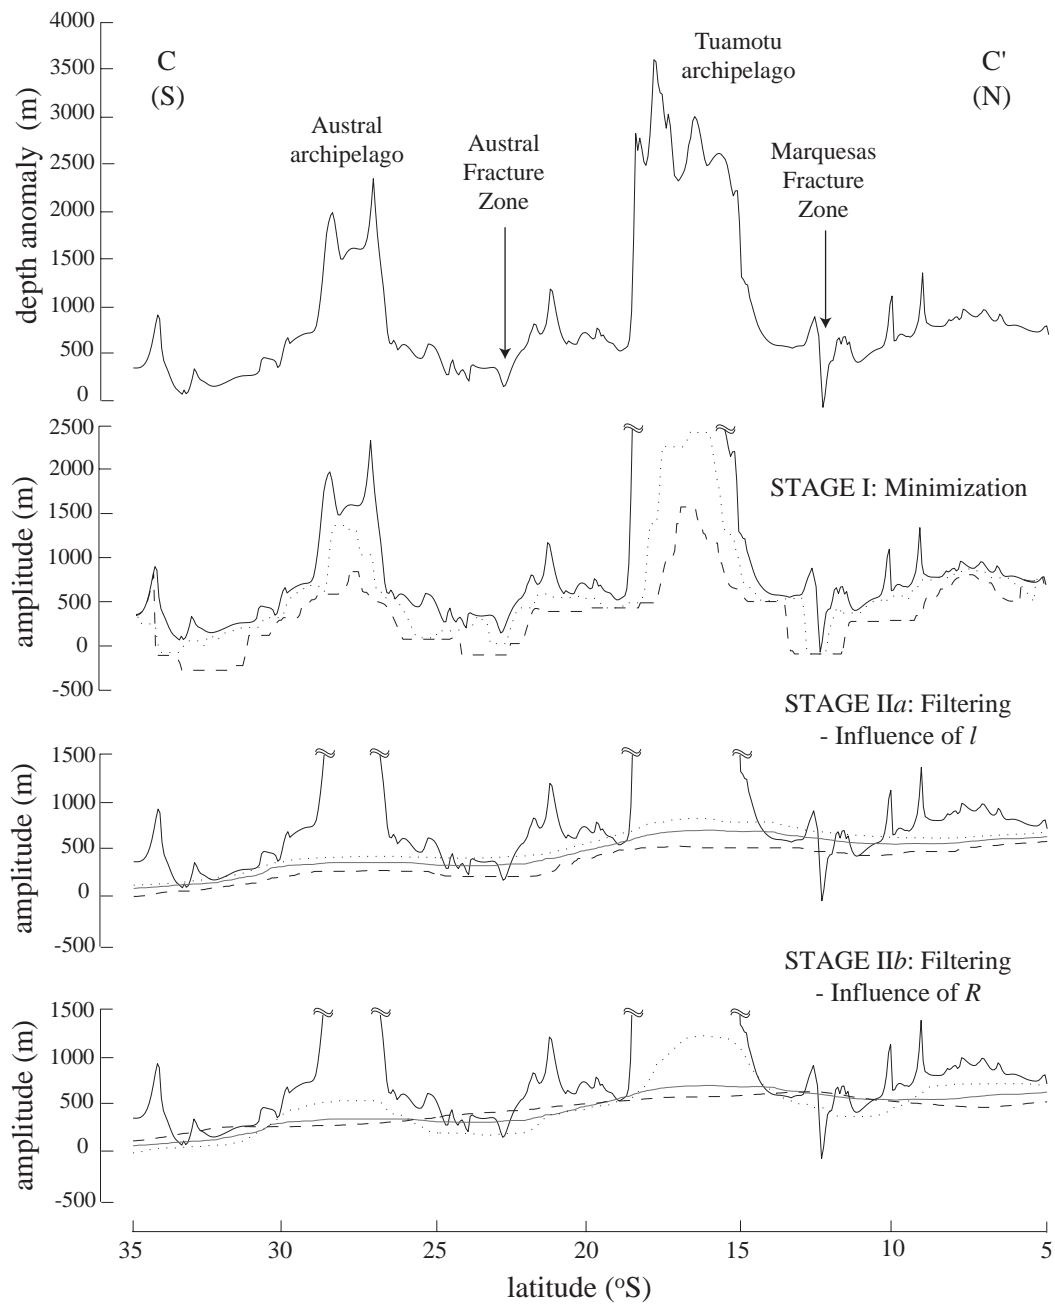 4000
3500
3000
2500
2000
1500
1000
500
0
depth anomaly (m)
C
(S)
Austral
archipelago
Austral
Fracture
Zone
Tuamotu
archipelago
Marquesas
Fracture
Zone
C'
(N)
2500
2000
1500
1000
500
0
-500
amplitude (m)
STAGE I: Minimization
STAGE IIa: Filtering
- Influence of l
1500
1000
500
0
-500
amplitude (m)
STAGE IIb: Filtering
- Influence of R
1500
1000
500
0
-500
amplitude (m)
35
30
25
20
15
10
5
latitude (°S)